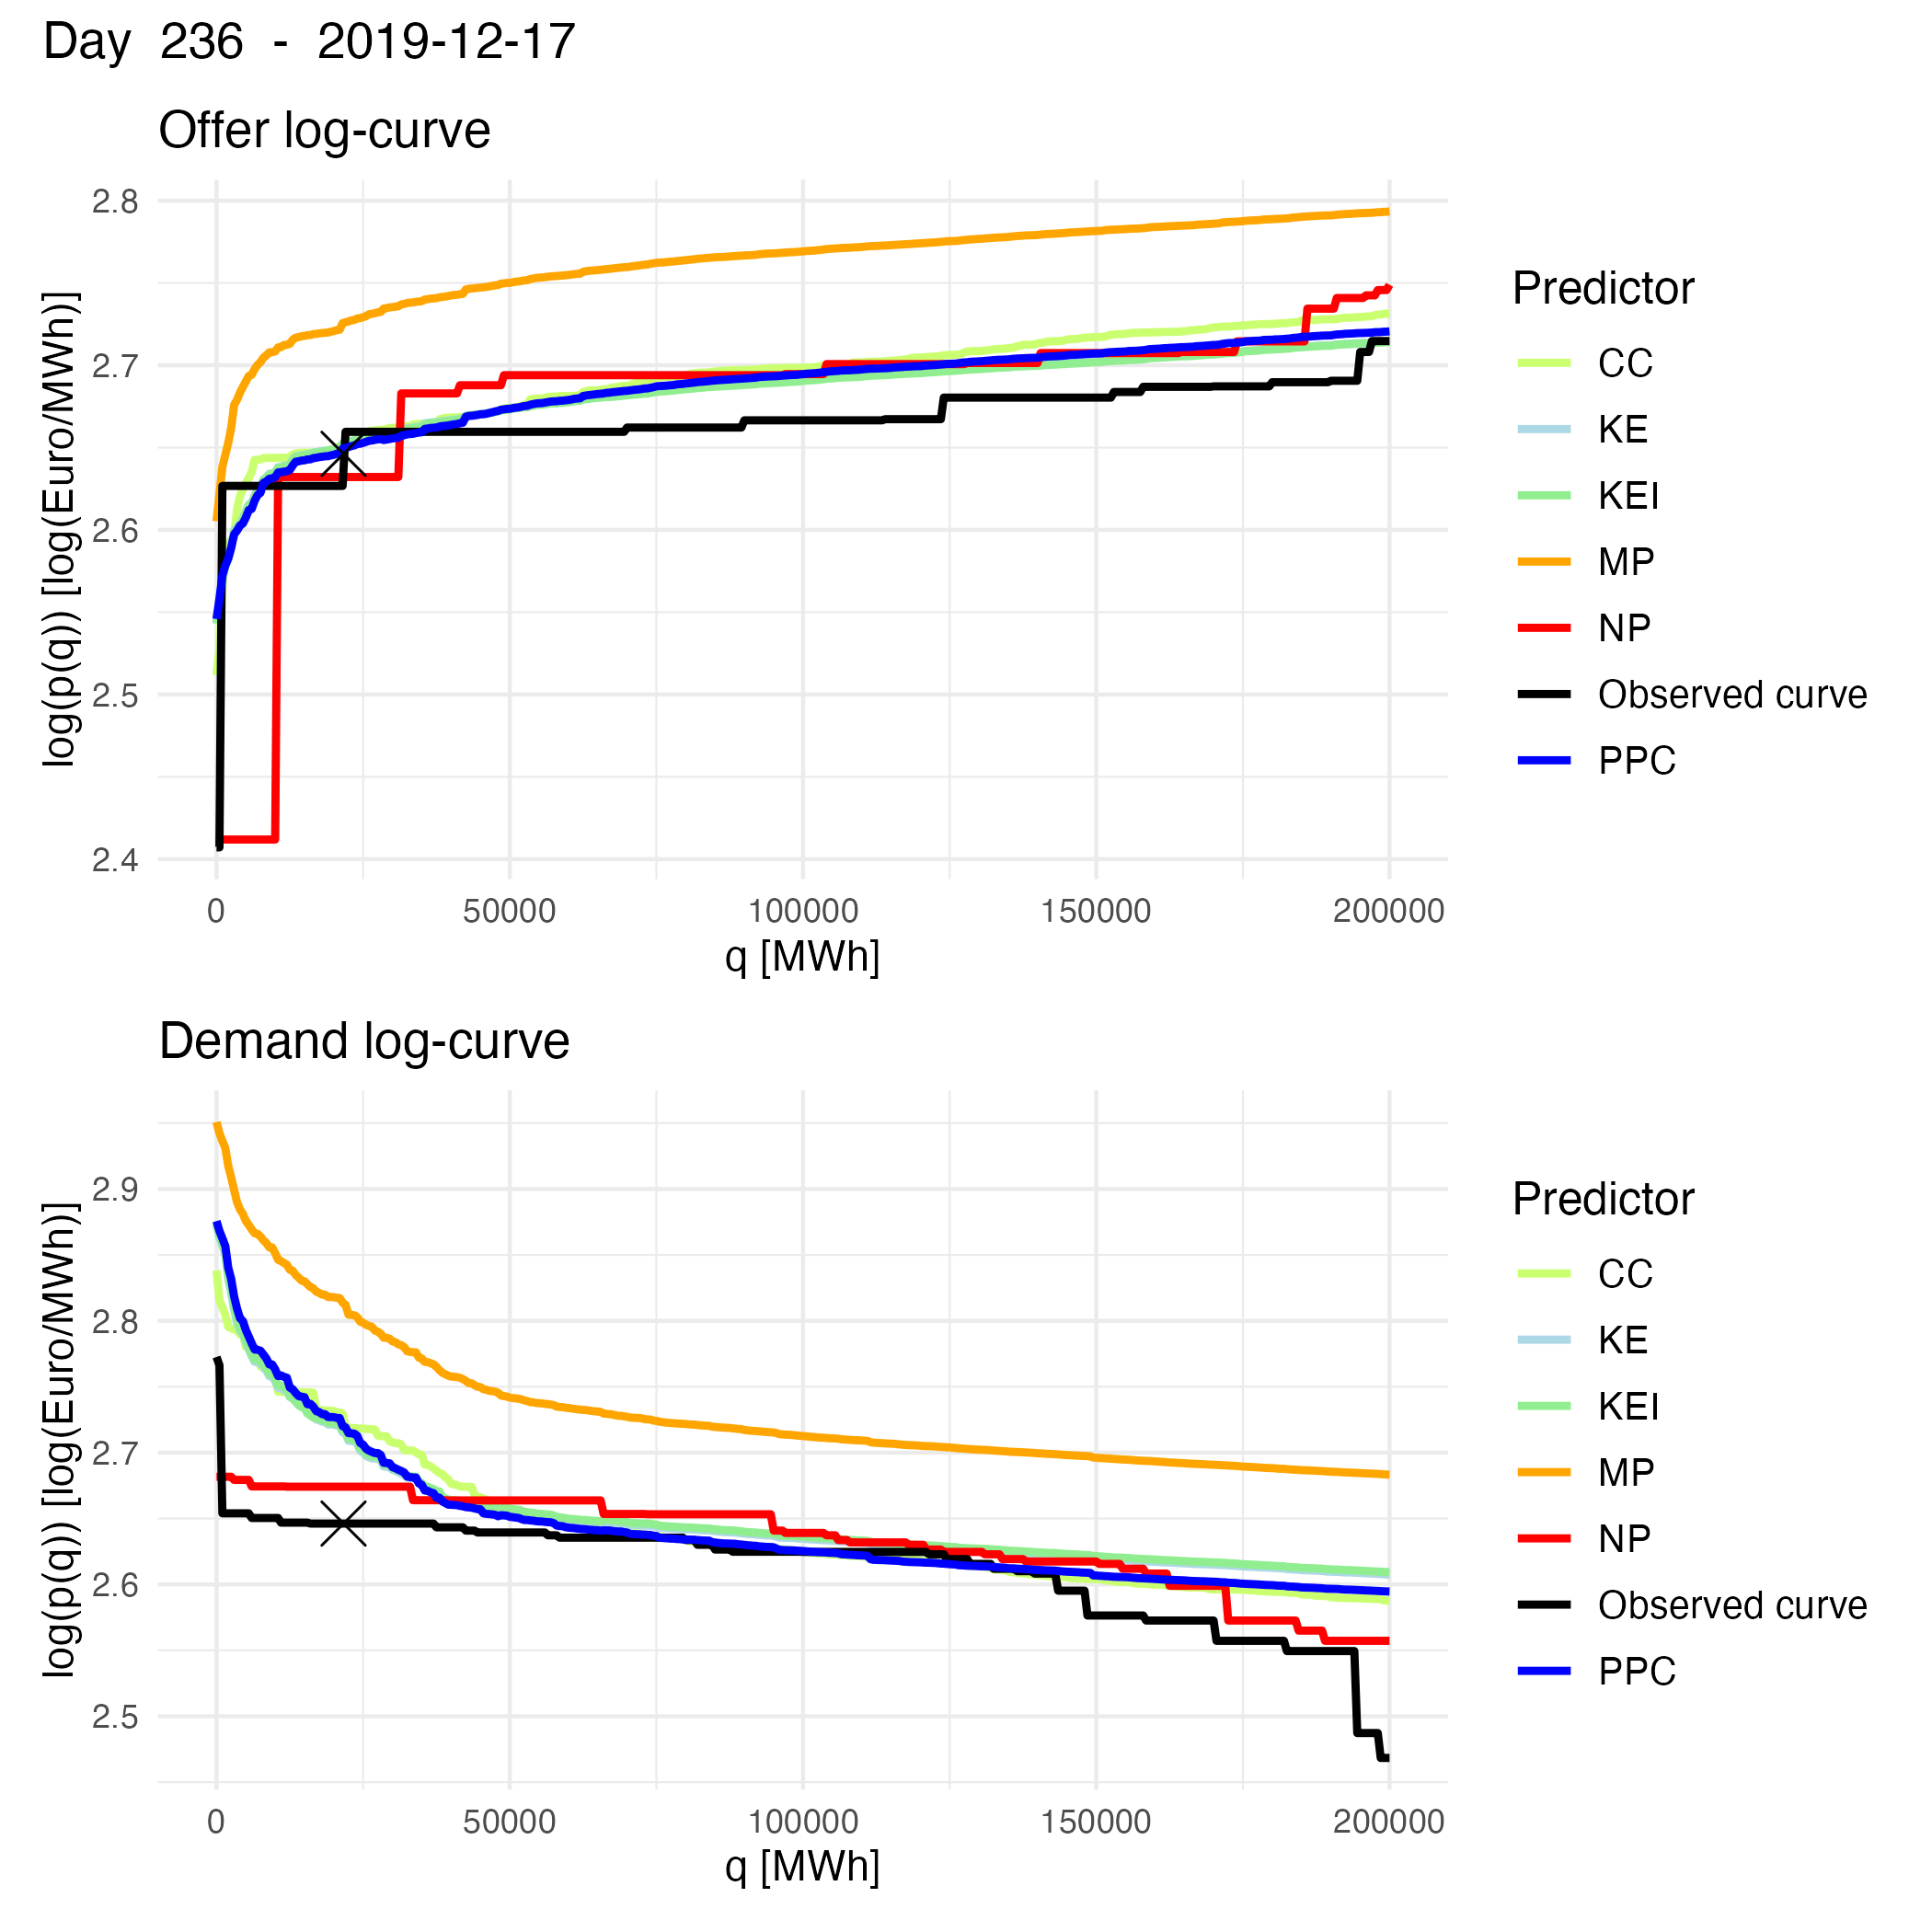 Day 236 - 2019-12-17
Offer log-curve
log(p(q)) [log(Euro/MWh)]
2.8
2.7
2.6
2.5
2.4
0 50000 100000 150000 200000
q [MWh]
Predictor
CC
KE
KEI
MP
NP
Observed curve
PPC
Demand log-curve
log(p(q)) [log(Euro/MWh)]
2.9
2.8
2.7
2.6
2.5
0 50000 100000 150000 200000
q [MWh]
Predictor
CC
KE
KEI
MP
NP
Observed curve
PPC